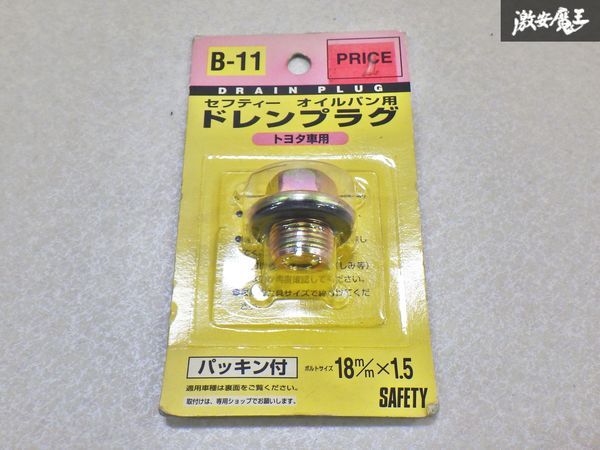 激安魔王
B-11
PRICE
DRAIN PLUG
セフティー オイルパン用
ドレンプラグ
トヨタ車用
パッキン付
ボルトサイズ 18m/m×1.5
適用車種は裏面をご覧ください。
取付けは、専用ショップでお願いします。
SAFETY